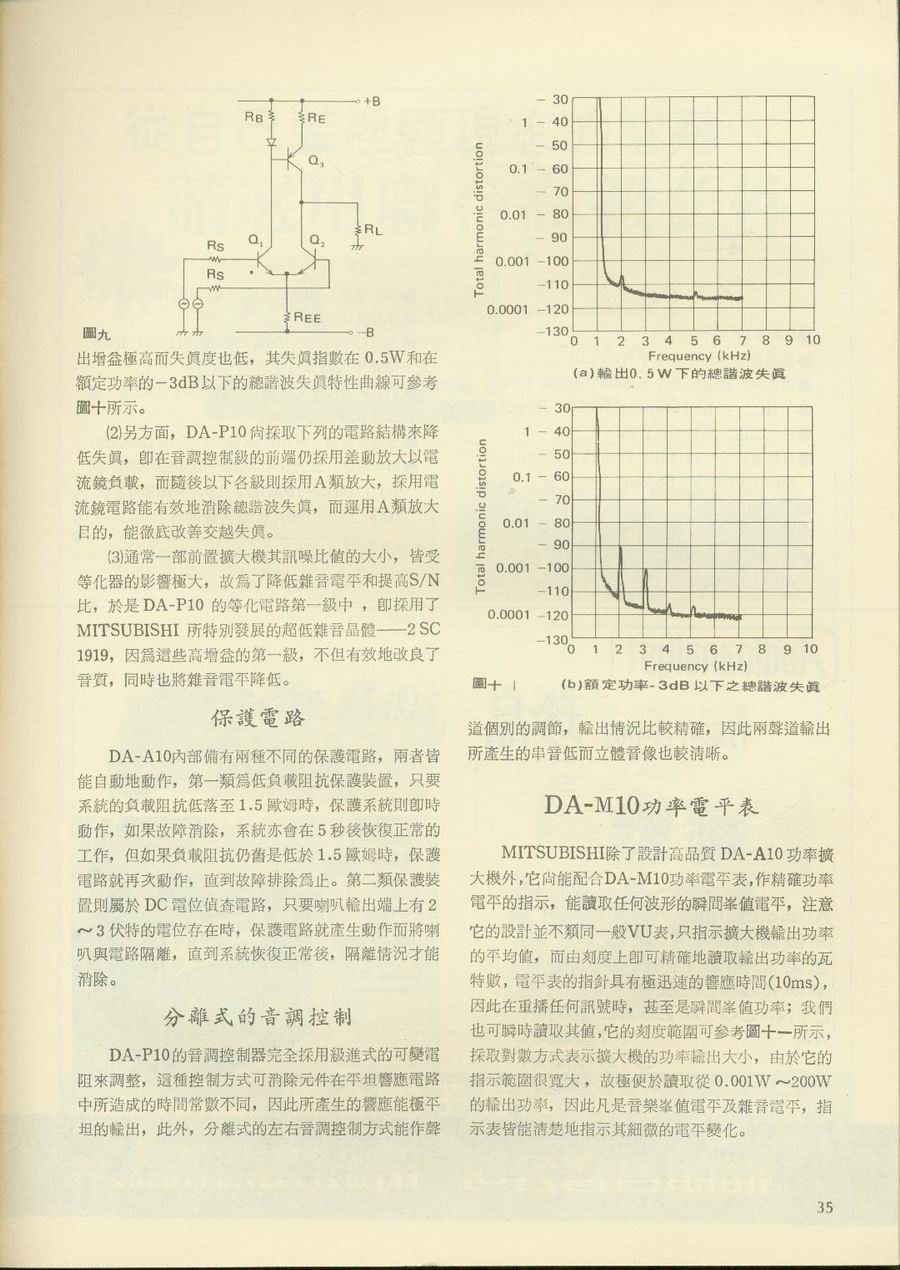 +B
RB
RE
Q3
RL
Q1
Q2
RS
RS
REE
-B
圖九
出增益極高而失眞度也低，其失眞指數在 0.5W和在
額定功率的-3dB以下的總諧波失眞特性曲線可參考
圖十所示。
⑵另方面，DA-P10尙採取下列的電路結構來降
低失眞，卽在音調控制級的前端仍採用差動放大以電
流鏡負載，而隨後以下各級則採用A類放大，採用電
流鏡電路能有效地消除總諧波失眞，而運用A類放大
目的，能徹底改善交越失眞。
⑶通常一部前置擴大機其訊噪比値的大小，皆受
等化器的影響極大，故爲了降低雜音電平和提高S/N
比，於是 DA-P10 的等化電路第一級中，卽採用了
MITSUBISHI 所特別發展的超低雜音晶體——2 SC
1919，因爲這些高增益的第一級，不但有效地改良了
音質，同時也將雜音電平降低。
保護電路
DA-A10內部備有兩種不同的保護電路，兩者皆
能自動地動作，第一類爲低負載阻抗保護裝置，只要
系統的負載阻抗低落至 1.5 歐姆時，保護系統則卽時
動作，如果故障消除，系統亦會在 5 秒後恢復正常的
工作，但如果負載阻抗仍舊是低於 1.5 歐姆時，保護
電路就再次動作，直到故障排除爲止。第二類保護裝
置則屬於 DC 電位偵查電路，只要喇叭輸出端上有 2
～3 伏特的電位存在時，保護電路就產生動作而將喇
叭與電路隔離，直到系統恢復正常後，隔離情況才能
消除。
分離式的音調控制
DA-P10的音調控制器完全採用級進式的可變電
阻來調整，這種控制方式可消除元件在平坦響應電路
中所造成的時間常數不同，因此所產生的響應能極平
坦的輸出，此外，分離式的左右音調控制方式能作聲
Total harmonic distortion
- 30
1 - 40
- 50
0.1 - 60
- 70
0.01 - 80
- 90
0.001 -100
-110
0.0001 -120
-130
0 1 2 3 4 5 6 7 8 9 10
Frequency (kHz)
(a)輸出0.5W下的總諧波失眞
Total harmonic distortion
- 30
1 - 40
- 50
0.1 - 60
- 70
0.01 - 80
- 90
0.001 -100
-110
0.0001 -120
-130
0 1 2 3 4 5 6 7 8 9 10
Frequency (kHz)
圖十 (b)額定功率-3dB以下之總諧波失眞
道個別的調節，輸出情況比較精確，因此兩聲道輸出
所產生的串音低而立體音像也較清晰。
DA-M10功率電平表
MITSUBISHI除了設計高品質 DA-A10功率擴
大機外，它尙能配合DA-M10功率電平表，作精確功率
電平的指示，能讀取任何波形的瞬間峯値電平，注意
它的設計並不類同一般VU表，只指示擴大機輸出功率
的平均値，而由刻度上卽可精確地讀取輸出功率的瓦
特數，電平表的指針具有極迅速的響應時間(10ms)，
因此在重播任何訊號時，甚至是瞬間峯値功率；我們
也可瞬時讀取其値，它的刻度範圍可參考圖十一所示，
採取對數方式表示擴大機的功率輸出大小，由於它的
指示範圍很寬大，故極便於讀取從 0.001W～200W
的輸出功率，因此凡是音樂峯値電平及雜音電平，指
示表皆能清楚地指示其細微的電平變化。
35